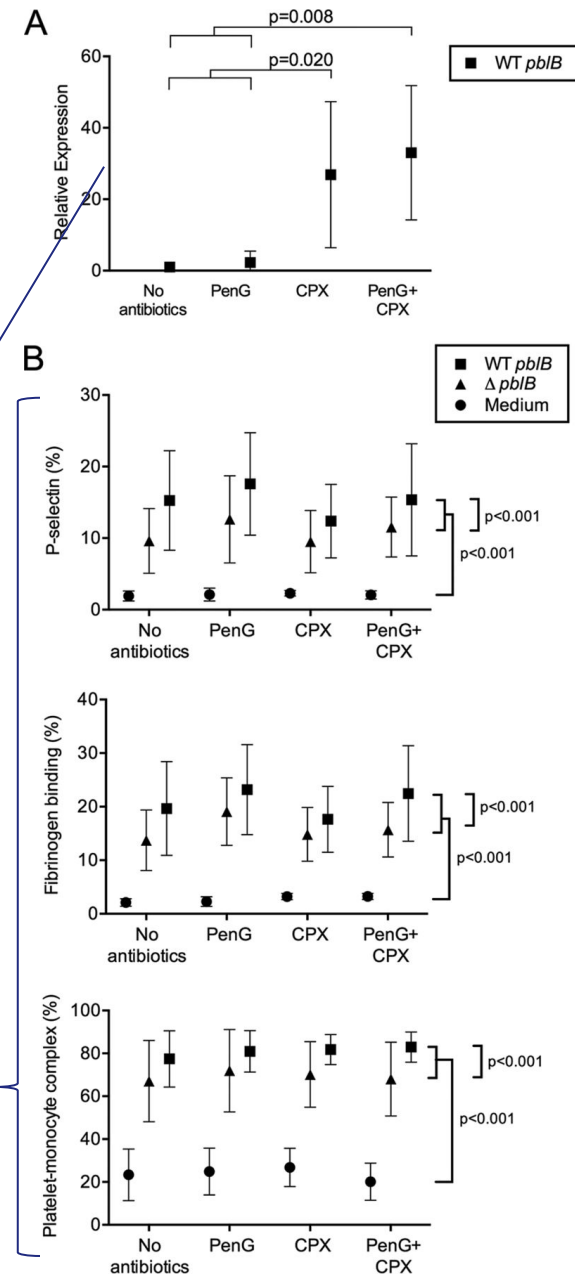 A
p=0.008
p=0.020
WT pblB
Relative Expression
60
40
20
0
No antibiotics
PenG
CPX
PenG+ CPX
B
WT pblB
Δ pblB
Medium
P-selectin (%)
30
20
10
0
p<0.001
p<0.001
No antibiotics
PenG
CPX
PenG+ CPX
Fibrinogen binding (%)
40
30
20
10
0
p<0.001
p<0.001
No antibiotics
PenG
CPX
PenG+ CPX
Platelet-monocyte complex (%)
100
80
60
40
20
0
p<0.001
p<0.001
No antibiotics
PenG
CPX
PenG+ CPX